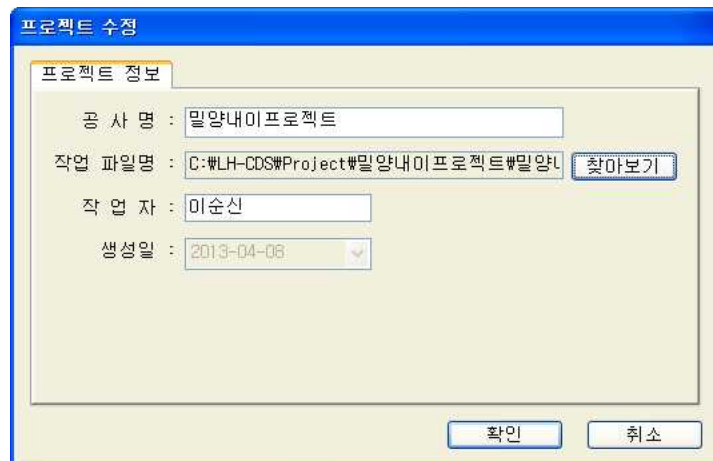 프로젝트 수정
프로젝트 정보
공 사 명 : 밀양내이프로젝트
작업 파일명 : C:₩LH-CDS₩Project₩밀양내이프로젝트₩밀양 찾아보기
작 업 자 : 이순신
생성일 : 2013-04-08
확인 취소